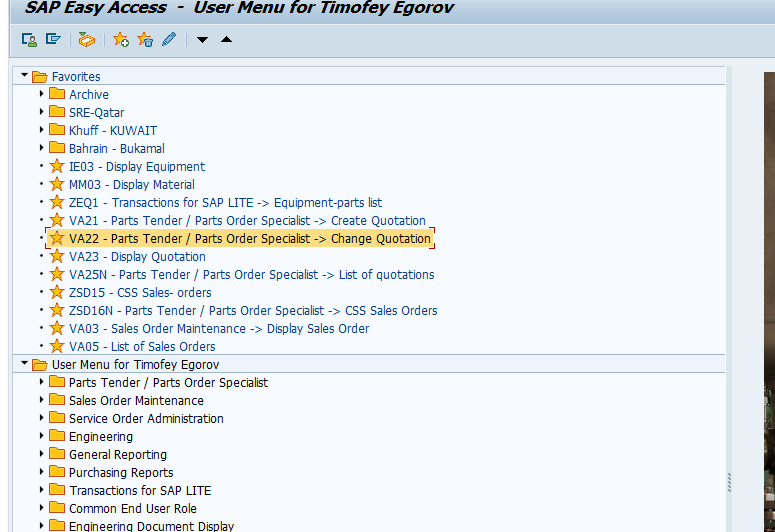 SAP Easy Access - User Menu for Timofey Egorov
Favorites
Archive
SRE-Qatar
Khuff - KUWAIT
Bahrain - Bukamal
IE03 - Display Equipment
MM03 - Display Material
ZEQ1 - Transactions for SAP LITE -> Equipment-parts list
VA21 - Parts Tender / Parts Order Specialist -> Create Quotation
VA22 - Parts Tender / Parts Order Specialist -> Change Quotation
VA23 - Display Quotation
VA25N - Parts Tender / Parts Order Specialist -> List of quotations
ZSD15 - CSS Sales- orders
ZSD16N - Parts Tender / Parts Order Specialist -> CSS Sales Orders
VA03 - Sales Order Maintenance -> Display Sales Order
VA05 - List of Sales Orders
User Menu for Timofey Egorov
Parts Tender / Parts Order Specialist
Sales Order Maintenance
Service Order Administration
Engineering
General Reporting
Purchasing Reports
Transactions for SAP LITE
Common End User Role
Engineering Document Display